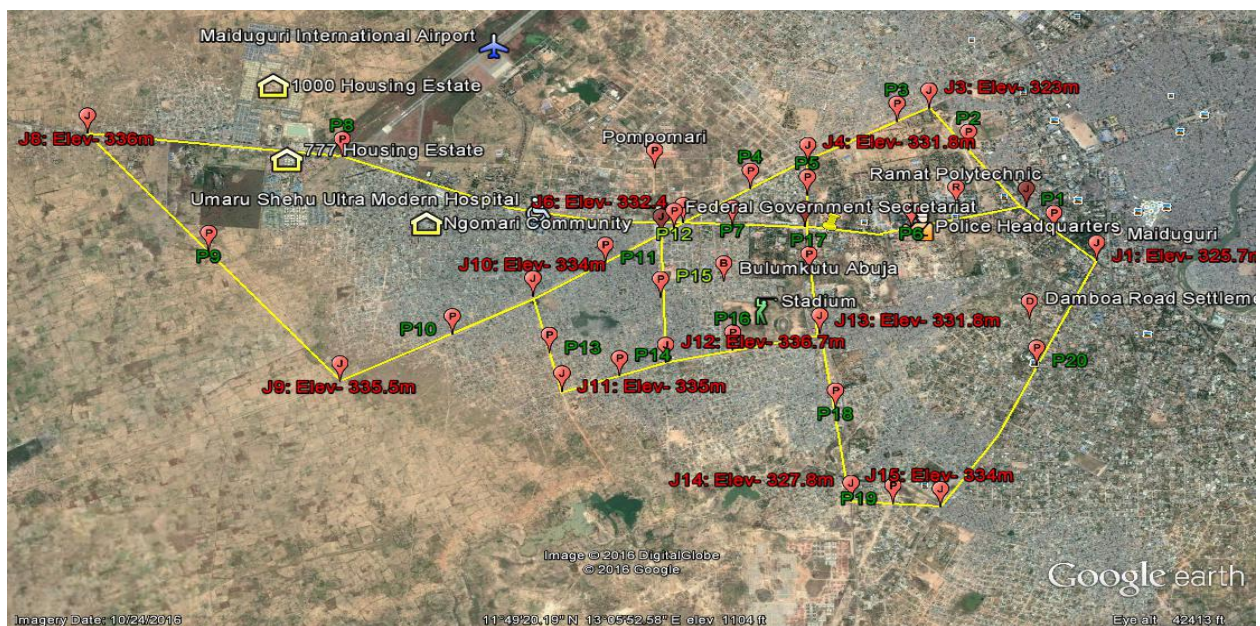 Maiduguri International Airport
1000 Housing Estate
J3: Elev- 323m
P3
J8: Elev- 336m
P8
P2
777 Housing Estate
Pompomari
J4: Elev- 331.8m
P4
P5
Ramat Polytechnic
Umaru Shehu Ultra Modern Hospital
J6: Elev- 332.4
Federal Government Secretariat
P1
Ngomari Community
P12
P7
P17
P6
Police Headquarters
Maiduguri
P9
P11
J1: Elev- 325.7m
J10: Elev- 334m
P15
Bulumkutu Abuja
Stadium
Damboa Road Settleme
P10
P16
J13: Elev- 331.8m
P13
P14
J12: Elev- 336.7m
P20
J9: Elev- 335.5m
J11: Elev- 335m
P18
J14: Elev- 327.8m
J15: Elev- 334m
P19
Image © 2016 DigitalGlobe
© 2016 Google
Google earth
Imagery Date: 10/24/2016
11°49'20.19" N 13°05'52.58" E elev 1104 ft
Eye alt 42413 ft